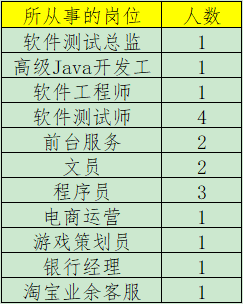 所从事的岗位 人数
软件测试总监 1
高级Java开发工 1
软件工程师 1
软件测试师 4
前台服务 2
文员 2
程序员 3
电商运营 1
游戏策划员 1
银行经理 1
淘宝业余客服 1